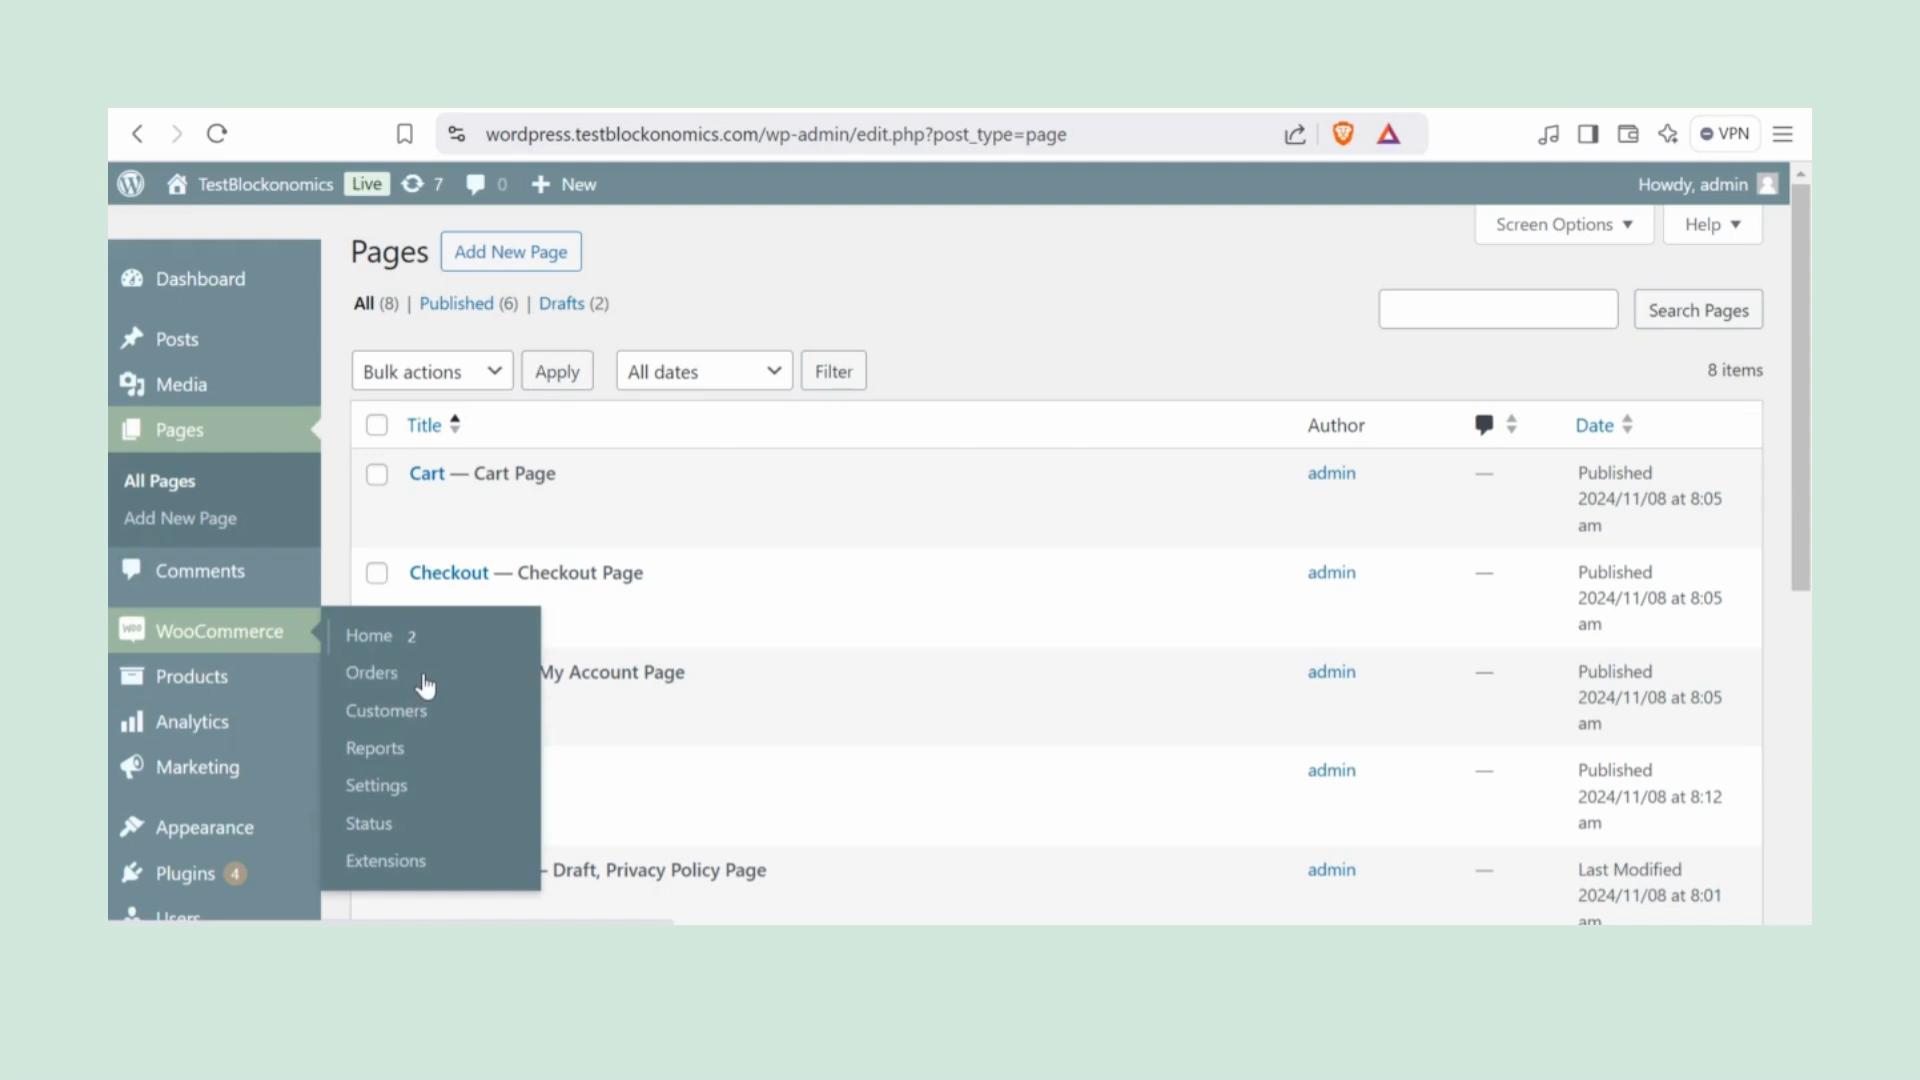 wordpress.testblockonomics.com/wp-admin/edit.php?post_type=page
VPN
TestBlockonomics Live 7 0 New
Howdy, admin
Screen Options
Help
Dashboard
Posts
Media
Pages
All Pages
Add New Page
Comments
WooCommerce
Products
Analytics
Marketing
Appearance
Plugins 4
Users
Home 2
Orders
Customers
Reports
Settings
Status
Extensions
Pages Add New Page
All (8) | Published (6) | Drafts (2)
Search Pages
Bulk actions Apply All dates Filter
8 items
Title Author Date
Cart — Cart Page admin — Published
2024/11/08 at 8:05
am
Checkout — Checkout Page admin — Published
2024/11/08 at 8:05
am
My Account Page admin — Published
2024/11/08 at 8:05
am
admin — Published
2024/11/08 at 8:12
am
- Draft, Privacy Policy Page admin — Last Modified
2024/11/08 at 8:01
am